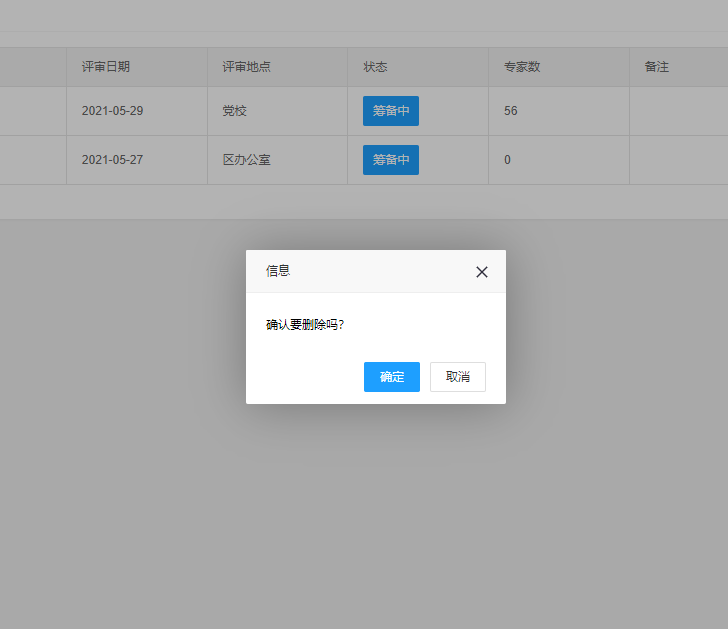 评审日期 评审地点 状态 专家数 备注
2021-05-29 党校 筹备中 56
2021-05-27 区办公室 筹备中 0
信息
确认要删除吗?
确定 取消